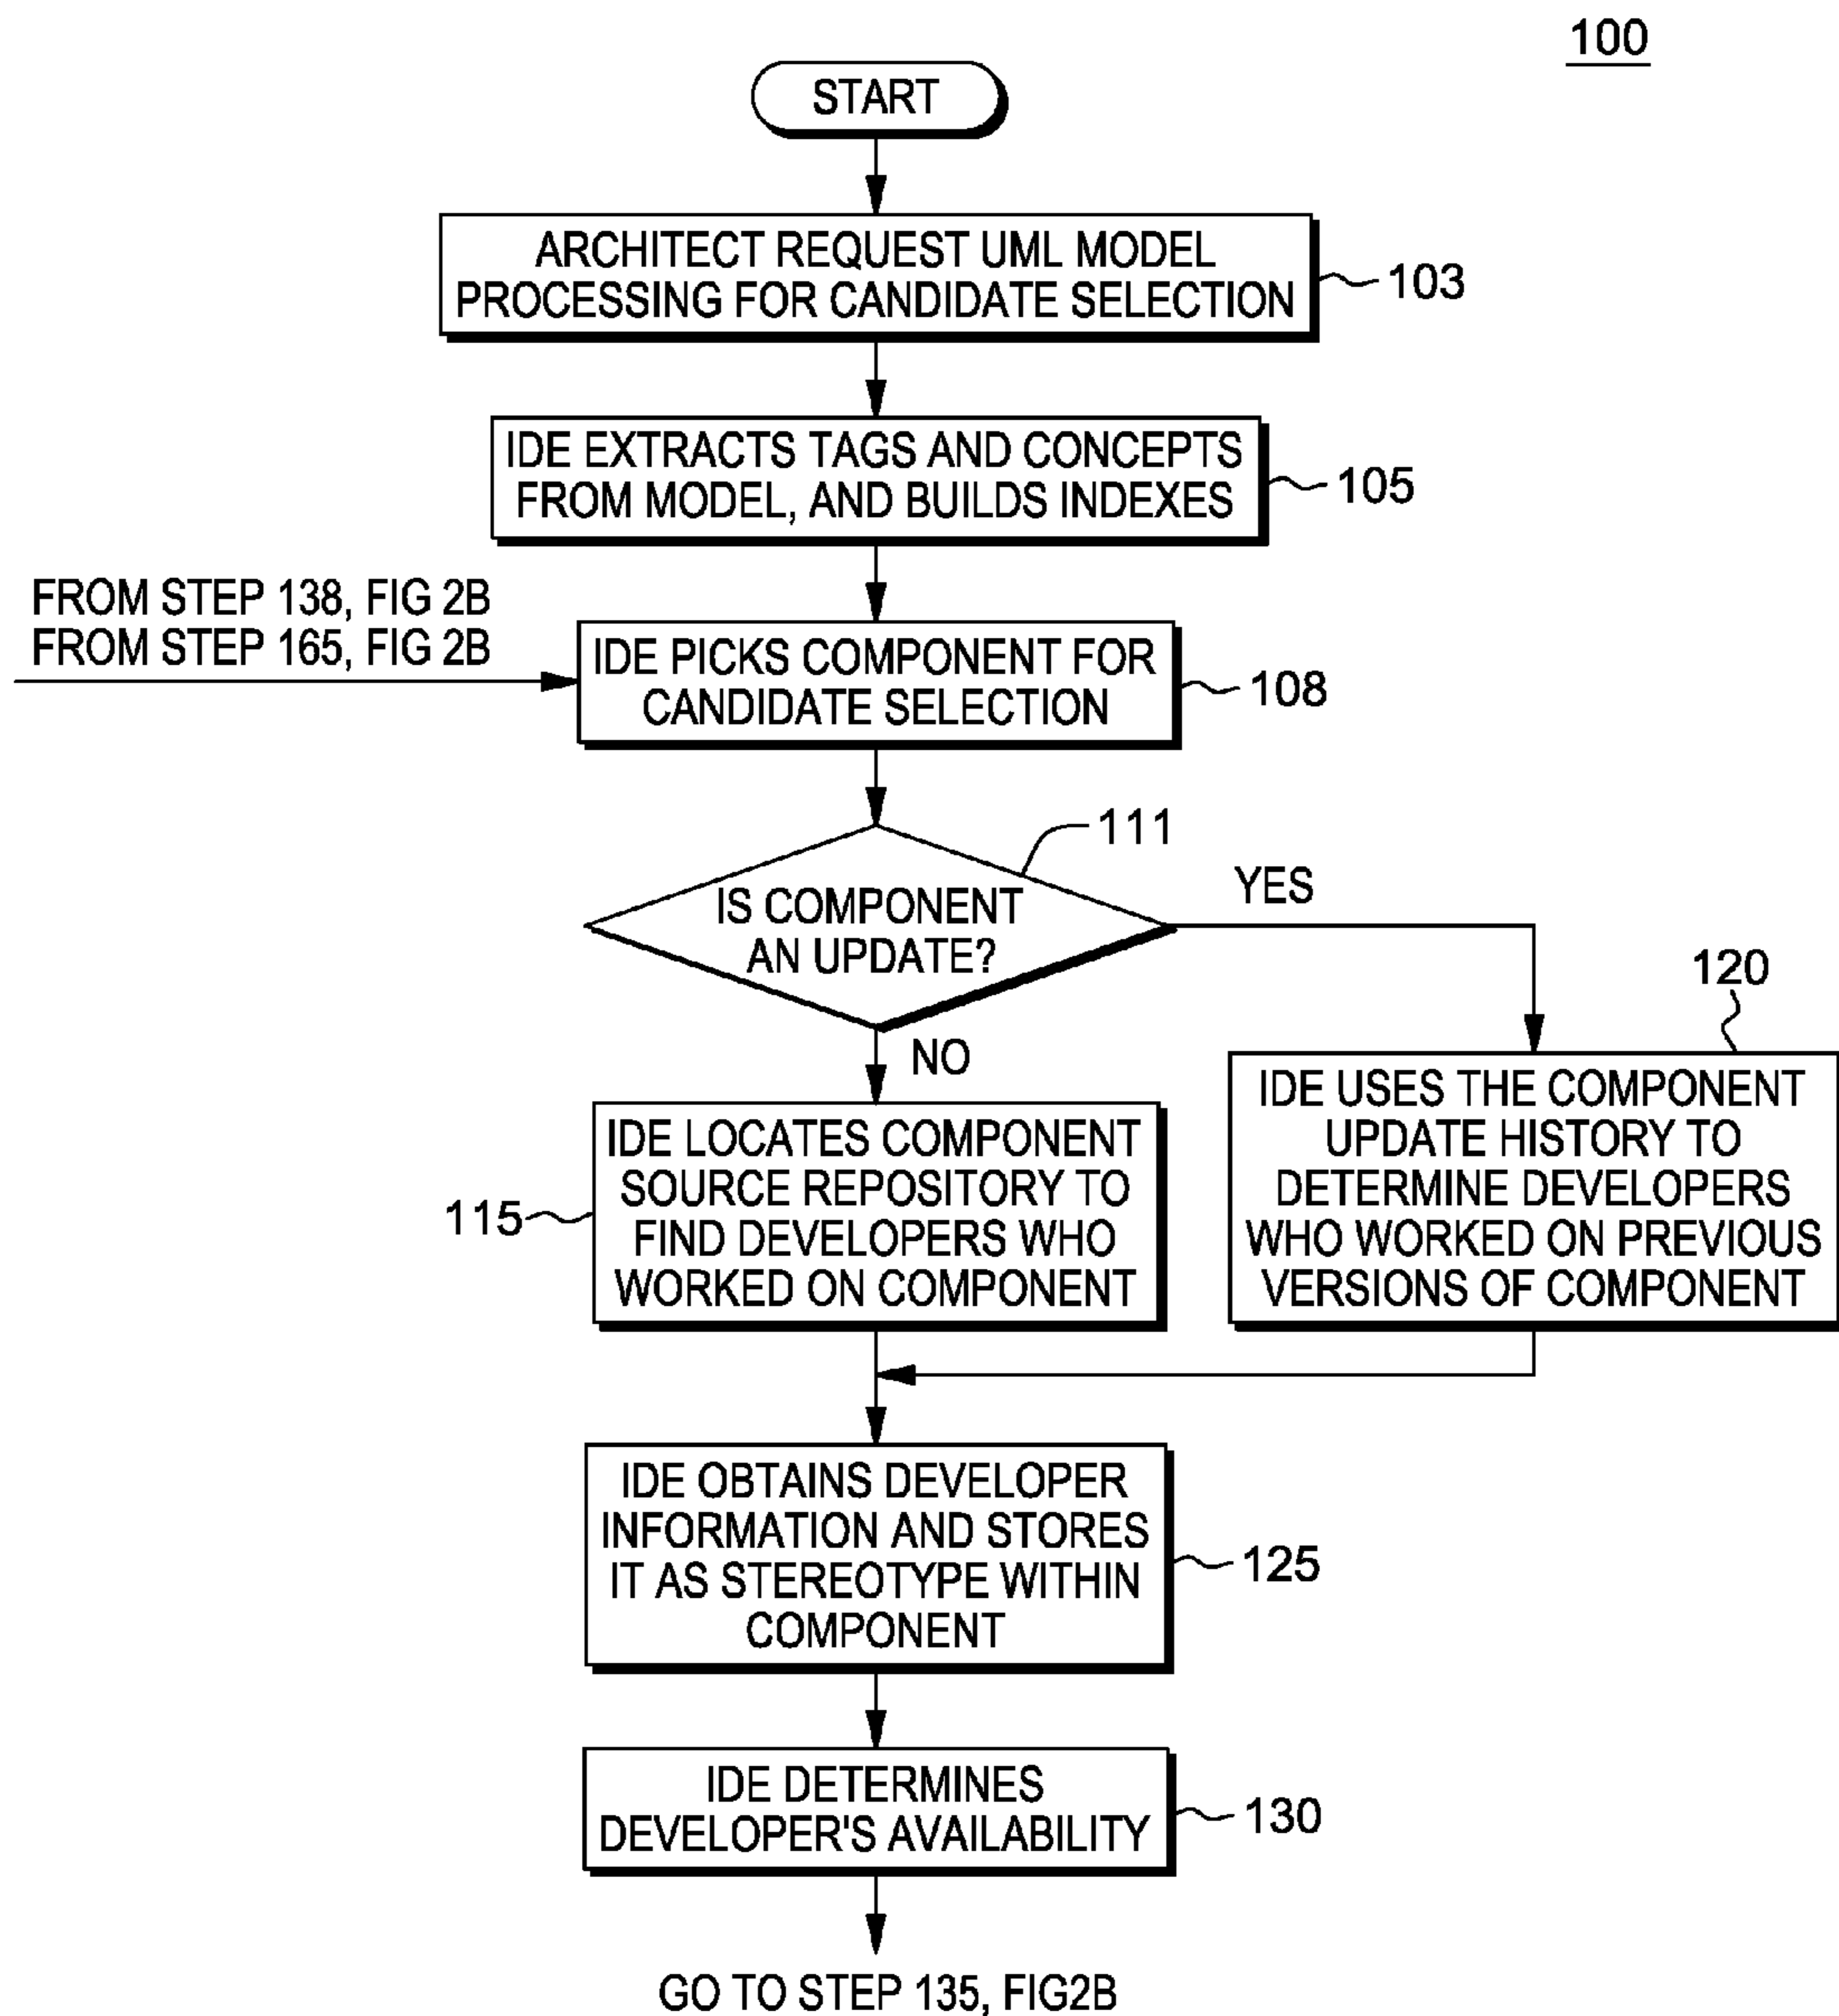 100
START
ARCHITECT REQUEST UML MODEL
PROCESSING FOR CANDIDATE SELECTION
103
IDE EXTRACTS TAGS AND CONCEPTS
FROM MODEL, AND BUILDS INDEXES
105
FROM STEP 138, FIG 2B
FROM STEP 165, FIG 2B
IDE PICKS COMPONENT FOR
CANDIDATE SELECTION
108
111
IS COMPONENT
AN UPDATE?
YES
NO
120
IDE USES THE COMPONENT
UPDATE HISTORY TO
DETERMINE DEVELOPERS
WHO WORKED ON PREVIOUS
VERSIONS OF COMPONENT
IDE LOCATES COMPONENT
SOURCE REPOSITORY TO
FIND DEVELOPERS WHO
WORKED ON COMPONENT
115
IDE OBTAINS DEVELOPER
INFORMATION AND STORES
IT AS STEREOTYPE WITHIN
COMPONENT
125
IDE DETERMINES
DEVELOPER'S AVAILABILITY
130
GO TO STEP 135, FIG2B